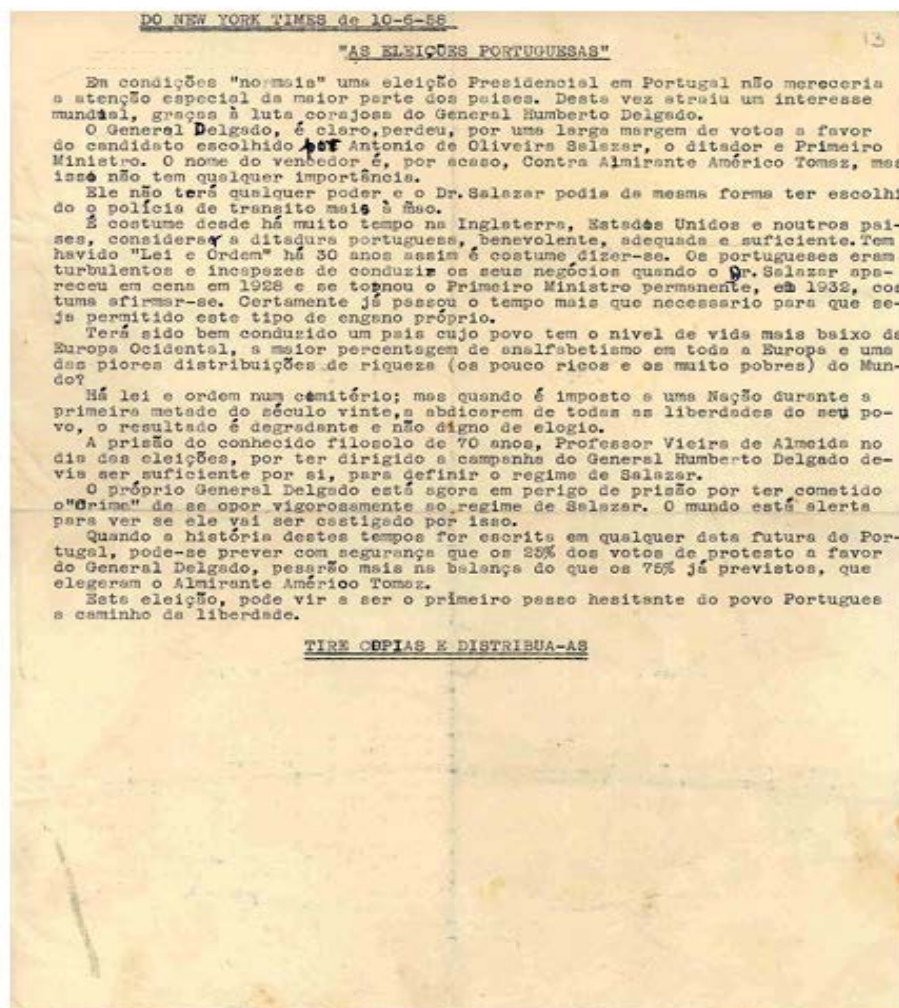 DO NEW YORK TIMES de 10-6-58
13
"AS ELEIÇÕES PORTUGUESAS"
Em condições "normais" uma eleição Presidencial em Portugal não mereceria
a atenção especial da maior parte dos paises. Desta vez atraiu um interesse
mundial, graças à luta corajosa do General Humberto Delgado.
O General Delgado, é claro,perdeu, por uma larga margem de votos a favor
do candidato escolhido por Antonio de Oliveira Salazar, o ditador e Primeiro
Ministro. O nome do vencedor é, por acaso, Contra Almirante Américo Tomaz, mas
isso não tem qualquer importância.
Ele não terá qualquer poder e o Dr.Salazar podia da mesma forma ter escolhi
do o polícia de transito mais à mão.
É costume desde há muito tempo na Inglaterra, Estados Unidos e noutros pai-
ses, considerar a ditadura portuguesa, benevolente, adequada e suficiente.Tem
havido "Lei e Ordem" há 30 anos assim é costume dizer-se. Os portugueses eram
turbulentos e incapazes de conduzir os seus negócios quando o Dr.Salazar apa-
receu em cena em 1928 e se tornou o Primeiro Ministro permanente, em 1932, cos
tuma afirmar-se. Certamente já passou o tempo mais que necessario para que se-
ja permitido este tipo de engano próprio.
Terá sido bem conduzido um pais cujo povo tem o nivel de vida mais baixo da
Europa Ocidental, a maior percentagem de analfabetismo em toda a Europa e uma
das piores distribuições de riqueza (os pouco ricos e os muito pobres) do Mun-
do?
Há lei e ordem num cemitério; mas quando é imposto a uma Nação durante a
primeira metade do século vinte,a abdicarem de todas as liberdades do seu po-
vo, o resultado é degradante e não digno de elogio.
A prisão do conhecido filosolo de 70 anos, Professor Vieira de Almeida no
dia das eleições, por ter dirigido a campanha do General Humberto Delgado de-
via ser suficiente por si, para definir o regime de Salazar.
O próprio General Delgado está agora em perigo de prisão por ter cometido
o"Crime" de se opor vigorosamente ao regime de Salazar. O mundo está alerta
para ver se ele vai ser castigado por isso.
Quando a história destes tempos for escrita em qualquer data futura de Por-
tugal, pode-se prever com segurança que os 25% dos votos de protesto a favor
do General Delgado, pesarão mais na balança do que os 75% já previstos, que
elegeram o Almirante Américo Tomaz.
Esta eleição, pode vir a ser o primeiro passo hesitante do povo Portugues
a caminho da liberdade.
TIRE COPIAS E DISTRIBUA-AS